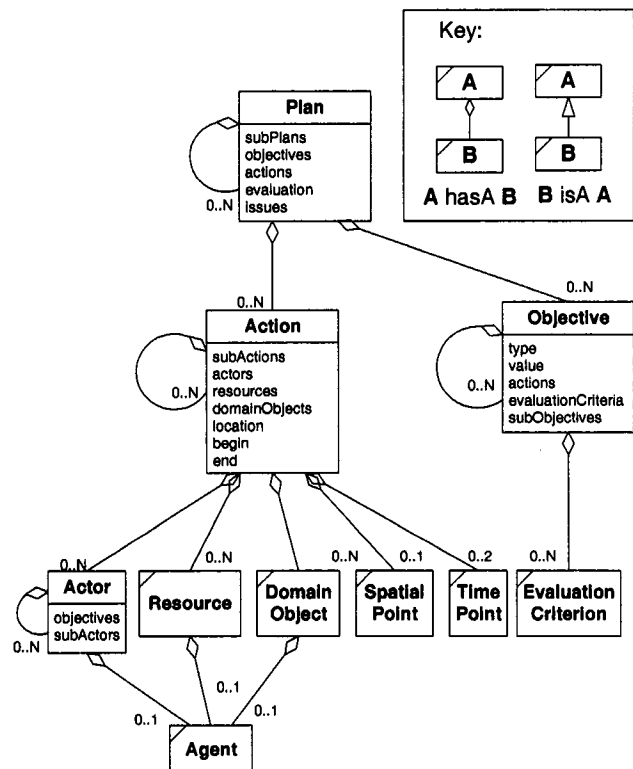 Key:
A
A
B
B
A hasA B
B isA A
Plan
subPlans
objectives
actions
evaluation
issues
0..N
0..N
0..N
Action
subActions
actors
resources
domainObjects
location
begin
end
0..N
Objective
type
value
actions
evaluationCriteria
subObjectives
0..N
0..N
0..N
0..N
0..1
0..2
0..N
Actor
objectives
subActors
0..N
Resource
Domain
Object
Spatial
Point
Time
Point
Evaluation
Criterion
0..1
0..1
0..1
Agent